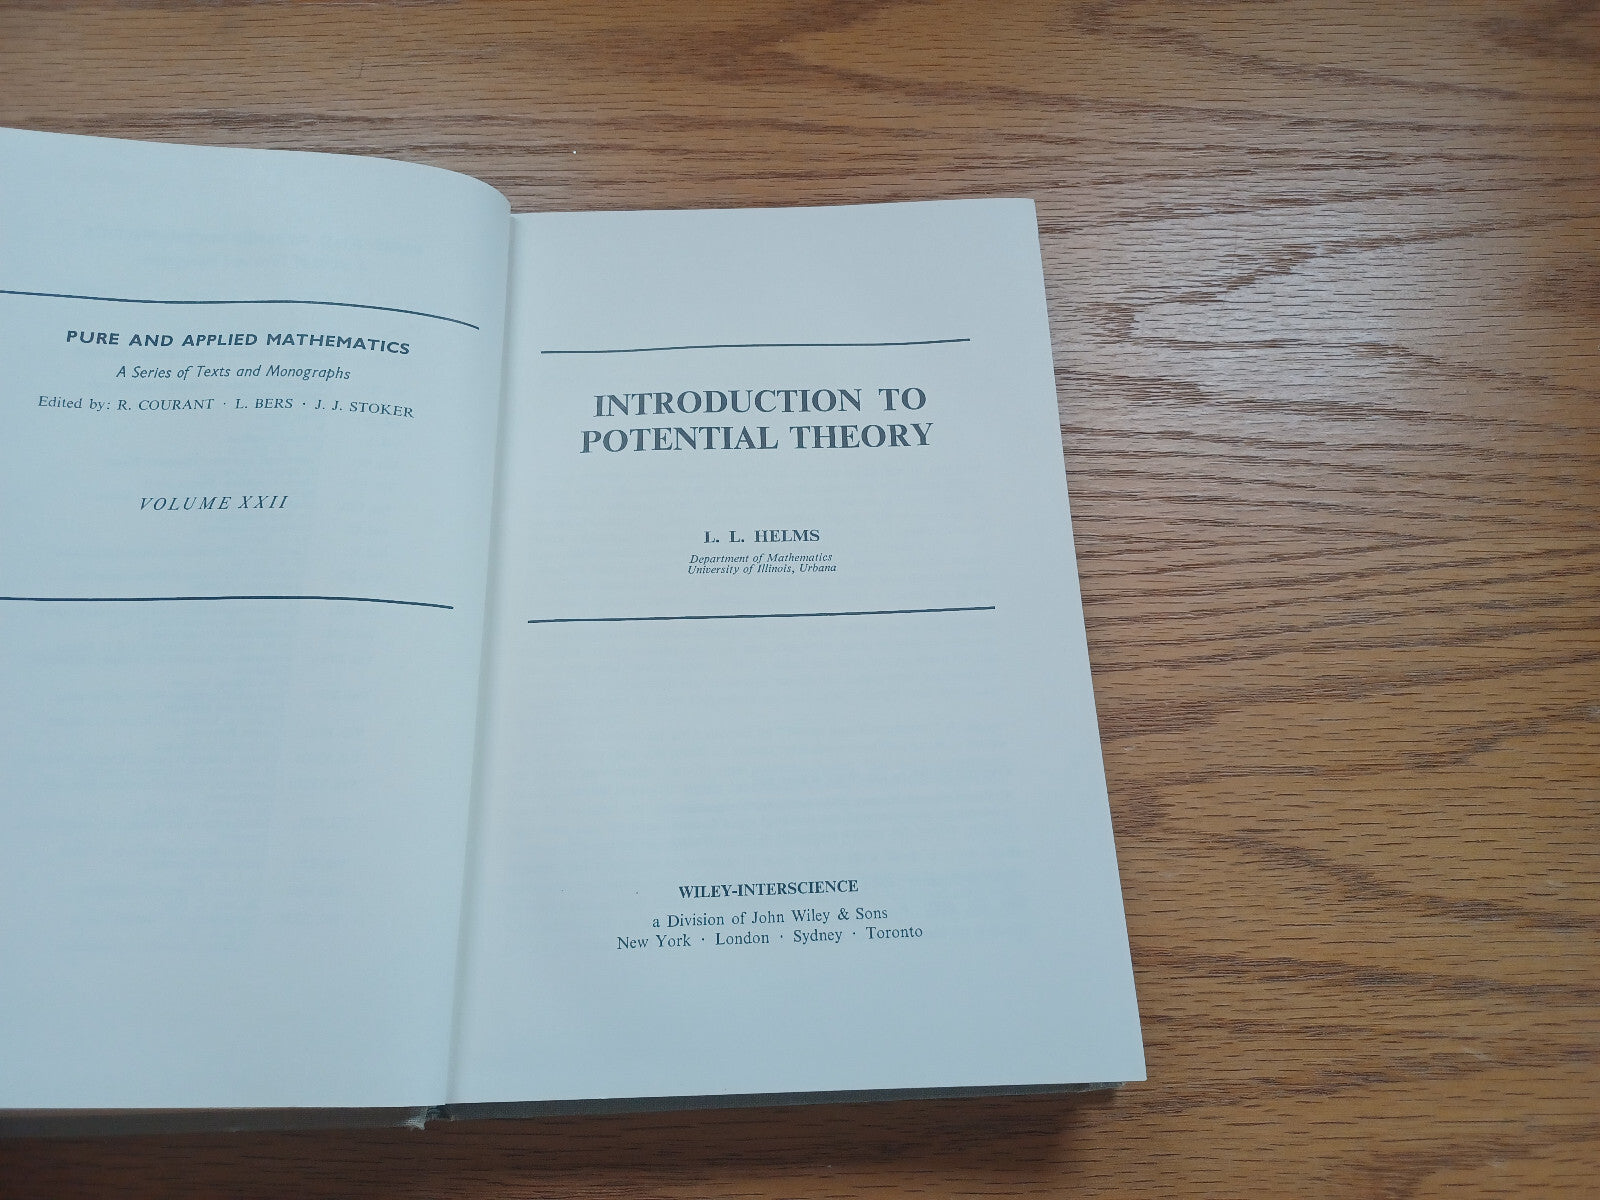 PURE AND APPLIED MATHEMATICS
A Series of Texts and Monographs
Edited by: R. COURANT · L. BERS · J. J. STOKER
VOLUME XXII
INTRODUCTION TO
POTENTIAL THEORY
L. L. HELMS
Department of Mathematics
University of Illinois, Urbana
WILEY-INTERSCIENCE
a Division of John Wiley & Sons
New York · London · Sydney · Toronto